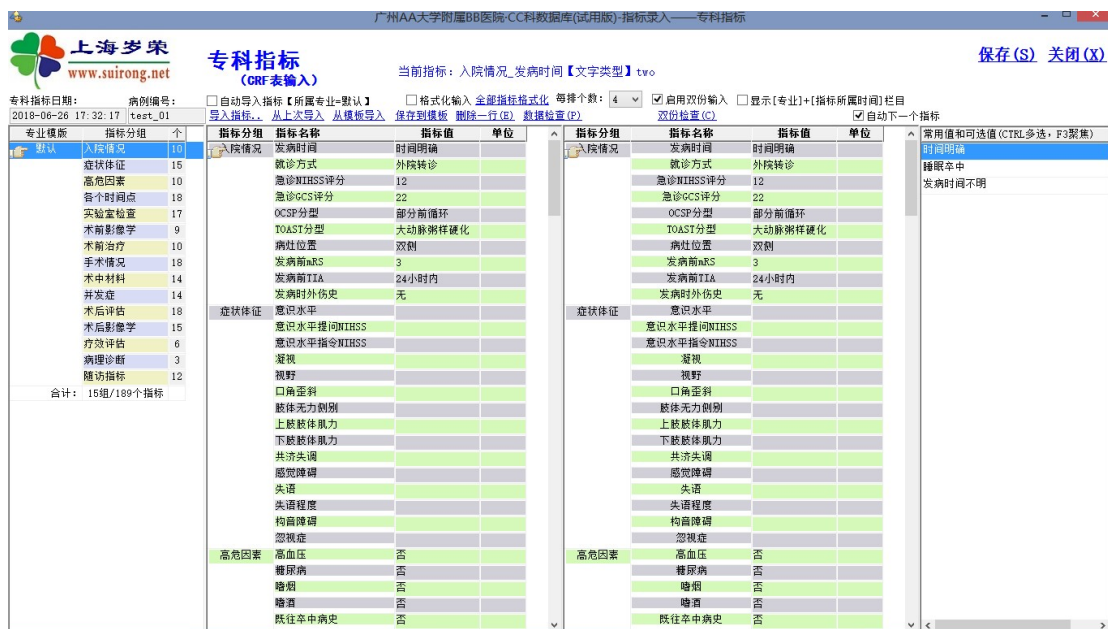 广州AA大学附属BB医院-CC科数据库(试用版)-指标录入——专科指标
上海岁荣
www.suirong.net
专科指标
(CRF表输入)
当前指标: 入院情况_发病时间【文字类型】two
保存(S) 关闭(X)
专科指标日期: 病例编号:
2018-06-26 17:32:17 test_01
自动导入指标【所属专业=默认】 格式化输入 全部指标格式化 每排个数: 4 启用双份输入 显示[专业]+[指标所属时间]栏目
导入指标.. 从上次导入 从模板导入 保存到模板 删除一行(E) 数据检查(P) 双份检查(C) 自动下一个指标
专业模版 指标分组 个
默认 入院情况 10
症状体征 15
高危因素 10
各个时间点 18
实验室检查 17
术前影像学 9
术前治疗 10
手术情况 18
术中材料 14
并发症 14
术后评估 18
术后影像学 15
疗效评估 6
病理诊断 3
随访指标 12
合计: 15组/189个指标
指标分组 指标名称 指标值 单位
入院情况 发病时间 时间明确
就诊方式 外院转诊
急诊NIHSS评分 12
急诊GCS评分 22
OCSP分型 部分前循环
TOAST分型 大动脉粥样硬化
病灶位置 双侧
发病前mRS 3
发病前TIA 24小时内
发病时外伤史 无
症状体征 意识水平
意识水平提问NIHSS
意识水平指令NIHSS
凝视
视野
口角歪斜
肢体无力侧别
上肢肢体肌力
下肢肢体肌力
共济失调
感觉障碍
失语
失语程度
构音障碍
忽视症
高危因素 高血压 否
糖尿病 否
嗜烟 否
嗜酒 否
既往卒中病史 否
指标分组 指标名称 指标值 单位
入院情况 发病时间 时间明确
就诊方式 外院转诊
急诊NIHSS评分 12
急诊GCS评分 22
OCSP分型 部分前循环
TOAST分型 大动脉粥样硬化
病灶位置 双侧
发病前mRS 3
发病前TIA 24小时内
发病时外伤史 无
症状体征 意识水平
意识水平提问NIHSS
意识水平指令NIHSS
凝视
视野
口角歪斜
肢体无力侧别
上肢肢体肌力
下肢肢体肌力
共济失调
感觉障碍
失语
失语程度
构音障碍
忽视症
高危因素 高血压 否
糖尿病 否
嗜烟 否
嗜酒 否
既往卒中病史 否
常用值和可选值(CTRL多选, F3聚焦)
时间明确
睡眠卒中
发病时间不明